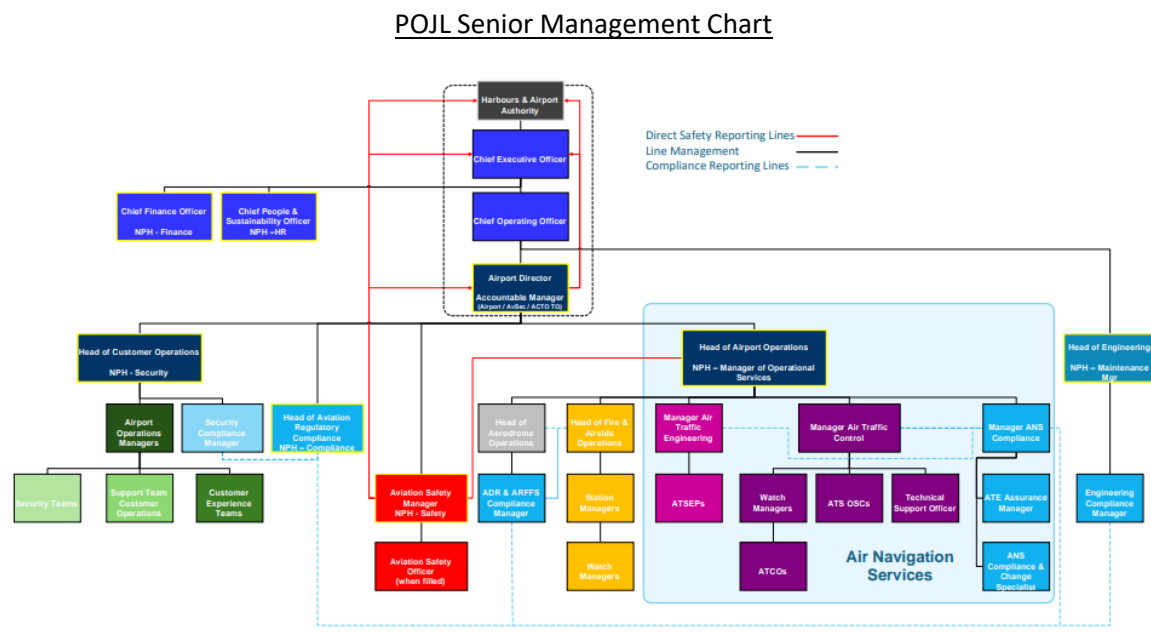 POJL Senior Management Chart
Harbours & Airport
Authority
Direct Safety Reporting Lines
Line Management
Compliance Reporting Lines
Chief Executive Officer
Chief Finance Officer
NPH - Finance
Chief People &
Sustainability Officer
NPH –HR
Chief Operating Officer
Airport Director
Accountable Manager
(Airport / AvSec / ACTO TO)
Head of Customer Operations
NPH - Security
Head of Airport Operations
NPH – Manager of Operational
Services
Head of Engineering
NPH – Maintenance
Mgr
Airport
Operations
Managers
Security
Compliance
Manager
Head of Aviation
Regulatory
Compliance
NPH – Compliance
Head of
Aerodrome
Operations
Head of Fire &
Airside
Operations
Manager Air
Traffic
Engineering
Manager Air Traffic
Control
Manager ANS
Compliance
Security Teams
Support Team
Customer
Operations
Customer
Experience
Teams
Aviation Safety
Manager
NPH - Safety
ADR & ARFFS
Compliance
Manager
Station
Managers
ATSEPs
Watch
Managers
ATS OSCs
Technical
Support Officer
ATE Assurance
Manager
Engineering
Compliance
Manager
Aviation Safety
Officer
(when filled)
Watch
Managers
ATCOs
Air Navigation
Services
ANS
Compliance &
Change
Specialist